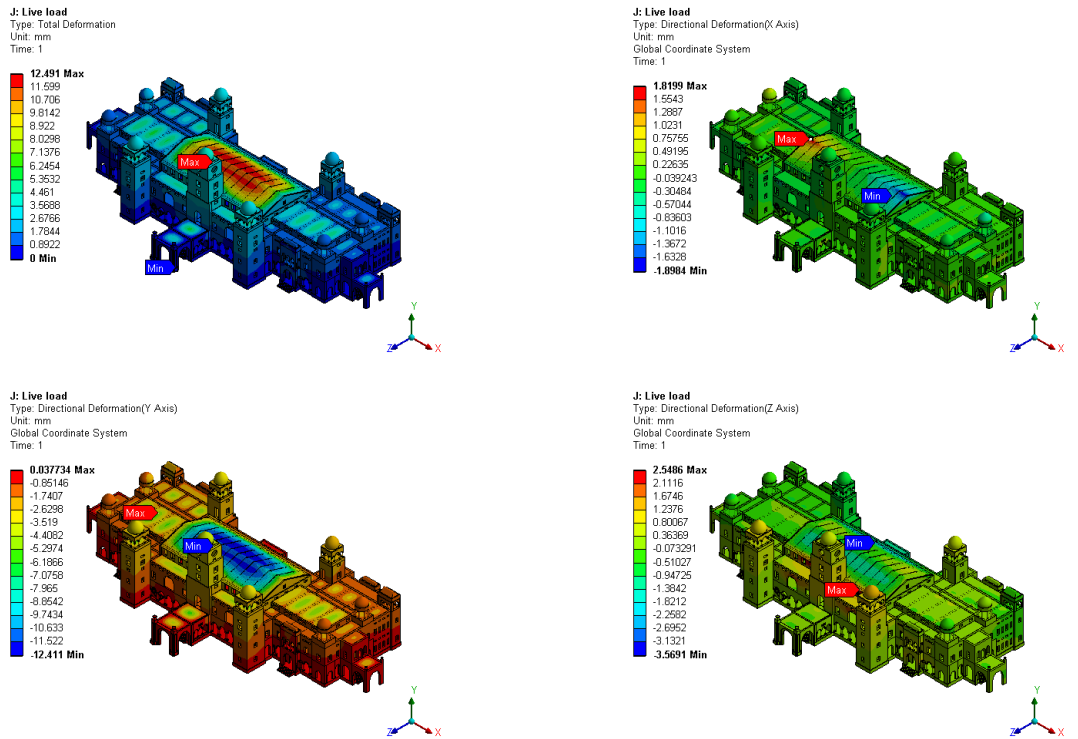 J: Live load
Type: Total Deformation
Unit: mm
Time: 1
12.491 Max
11.599
10.706
9.8142
8.922
8.0298
7.1376
6.2454
5.3532
4.461
3.5688
2.6766
1.7844
0.8922
0 Min
Max
Min
Y
Z
X
J: Live load
Type: Directional Deformation(X Axis)
Unit: mm
Global Coordinate System
Time: 1
1.8199 Max
1.5543
1.2887
1.0231
0.75755
0.49195
0.22635
-0.039243
-0.30484
-0.57044
-0.83603
-1.1016
-1.3672
-1.6328
-1.8984 Min
Max
Min
Y
Z
X
J: Live load
Type: Directional Deformation(Y Axis)
Unit: mm
Global Coordinate System
Time: 1
0.037734 Max
-0.85146
-1.7407
-2.6298
-3.519
-4.4082
-5.2974
-6.1866
-7.0758
-7.965
-8.8542
-9.7434
-10.633
-11.522
-12.411 Min
Max
Min
Y
Z
X
J: Live load
Type: Directional Deformation(Z Axis)
Unit: mm
Global Coordinate System
Time: 1
2.5486 Max
2.1116
1.6746
1.2376
0.80067
0.36369
-0.073291
-0.51027
-0.94725
-1.3842
-1.8212
-2.2582
-2.6952
-3.1321
-3.5691 Min
Min
Max
Y
Z
X